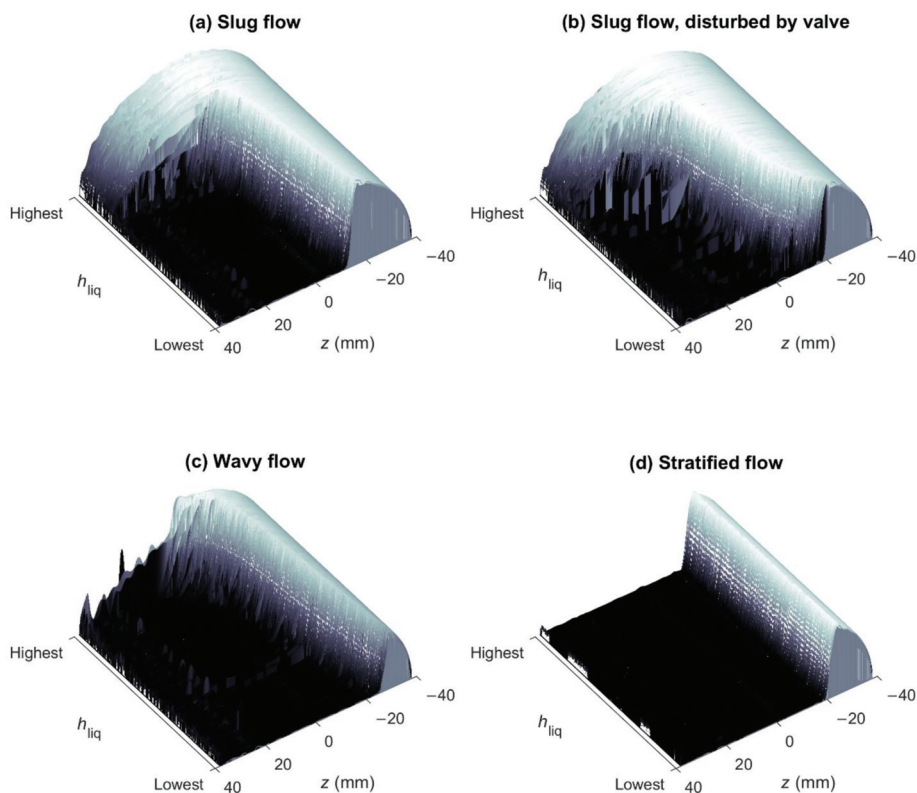 (a) Slug flow
Highest
h_liq
Lowest
40
20
0
−20
−40
z (mm)
(b) Slug flow, disturbed by valve
Highest
h_liq
Lowest
40
20
0
−20
−40
z (mm)
(c) Wavy flow
Highest
h_liq
Lowest
40
20
0
−20
−40
z (mm)
(d) Stratified flow
Highest
h_liq
Lowest
40
20
0
−20
−40
z (mm)